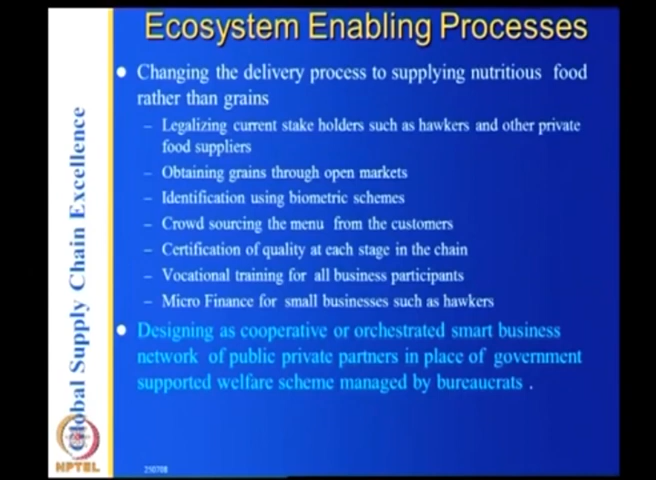 Ecosystem Enabling Processes
• Changing the delivery process to supplying nutritious food
rather than grains
– Legalizing current stake holders such as hawkers and other private
food suppliers
– Obtaining grains through open markets
– Identification using biometric schemes
– Crowd sourcing the menu from the customers
– Certification of quality at each stage in the chain
– Vocational training for all business participants
– Micro Finance for small businesses such as hawkers
• Designing as cooperative or orchestrated smart business
network of public private partners in place of government
supported welfare scheme managed by bureaucrats .
Global Supply Chain Excellence
NPTEL
250708